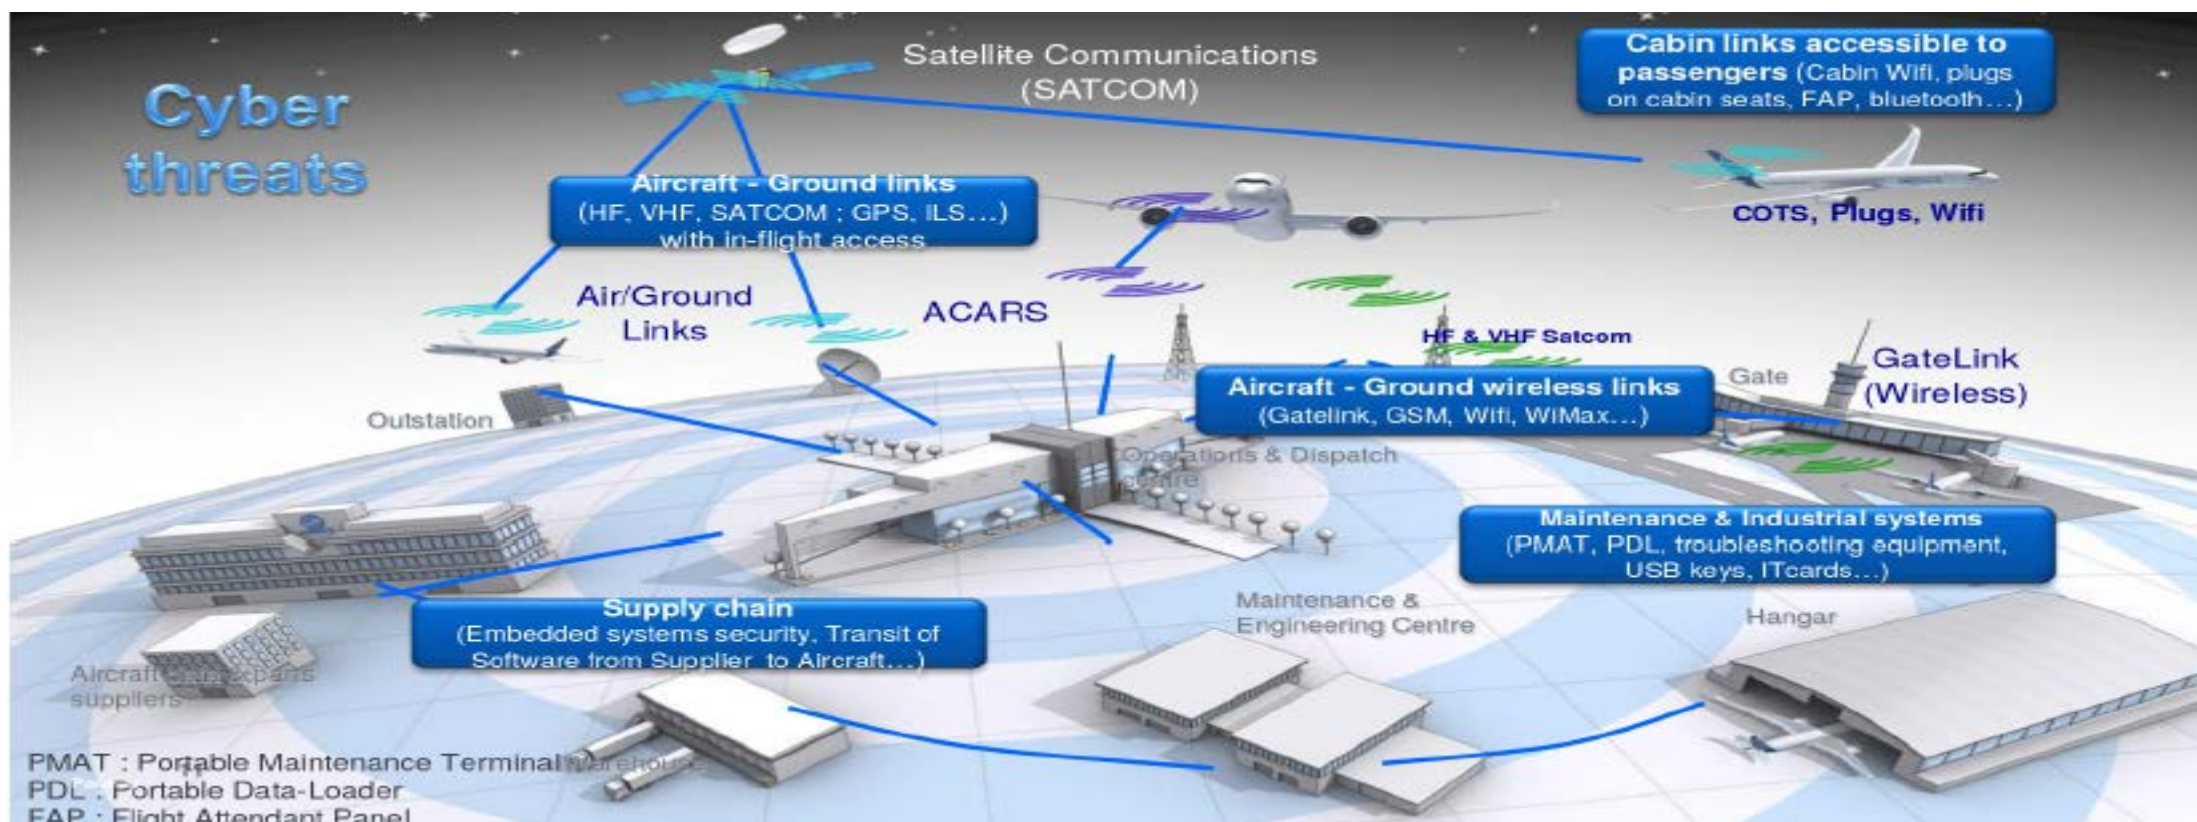 Cyber
threats
Satellite Communications
(SATCOM)
Cabin links accessible to
passengers (Cabin Wifi, plugs
on cabin seats, FAP, bluetooth...)
COTS, Plugs, Wifi
Aircraft - Ground links
(HF, VHF, SATCOM ; GPS, ILS...)
with in-flight access
Air/Ground
Links
ACARS
HF & VHF Satcom
GateLink
(Wireless)
Gate
Aircraft - Ground wireless links
(Gatelink, GSM, Wifi, WiMax...)
Outstation
Operations & Dispatch
centre
Maintenance & Industrial systems
(PMAT, PDL, troubleshooting equipment,
USB keys, ITcards...)
Supply chain
(Embedded systems security, Transit of
Software from Supplier to Aircraft...)
Maintenance &
Engineering Centre
Hangar
Aircraft parts
suppliers
PMAT : Portable Maintenance Terminal
PDL : Portable Data-Loader
FAP : Flight Attendant Panel